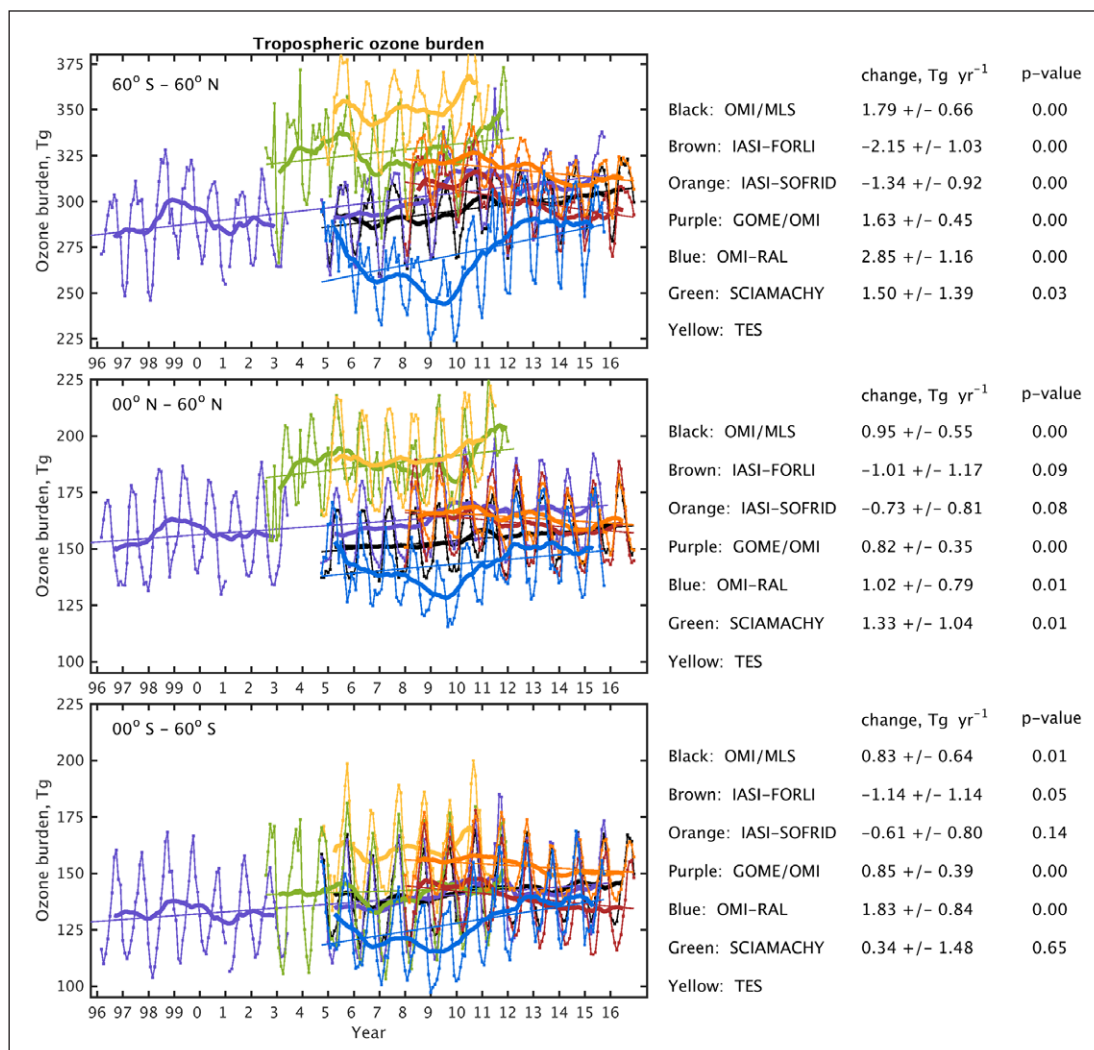 Tropospheric ozone burden
60° S – 60° N
Ozone burden, Tg
375
350
325
300
275
250
225
96 97 98 99 0 1 2 3 4 5 6 7 8 9 10 11 12 13 14 15 16
change, Tg yr⁻¹ p-value
Black: OMI/MLS 1.79 +/- 0.66 0.00
Brown: IASI-FORLI -2.15 +/- 1.03 0.00
Orange: IASI-SOFRID -1.34 +/- 0.92 0.00
Purple: GOME/OMI 1.63 +/- 0.45 0.00
Blue: OMI-RAL 2.85 +/- 1.16 0.00
Green: SCIAMACHY 1.50 +/- 1.39 0.03
Yellow: TES
00° N – 60° N
Ozone burden, Tg
225
200
175
150
125
100
96 97 98 99 0 1 2 3 4 5 6 7 8 9 10 11 12 13 14 15 16
change, Tg yr⁻¹ p-value
Black: OMI/MLS 0.95 +/- 0.55 0.00
Brown: IASI-FORLI -1.01 +/- 1.17 0.09
Orange: IASI-SOFRID -0.73 +/- 0.81 0.08
Purple: GOME/OMI 0.82 +/- 0.35 0.00
Blue: OMI-RAL 1.02 +/- 0.79 0.01
Green: SCIAMACHY 1.33 +/- 1.04 0.01
Yellow: TES
00° S – 60° S
Ozone burden, Tg
225
200
175
150
125
100
96 97 98 99 0 1 2 3 4 5 6 7 8 9 10 11 12 13 14 15 16
Year
change, Tg yr⁻¹ p-value
Black: OMI/MLS 0.83 +/- 0.64 0.01
Brown: IASI-FORLI -1.14 +/- 1.14 0.05
Orange: IASI-SOFRID -0.61 +/- 0.80 0.14
Purple: GOME/OMI 0.85 +/- 0.39 0.00
Blue: OMI-RAL 1.83 +/- 0.84 0.00
Green: SCIAMACHY 0.34 +/- 1.48 0.65
Yellow: TES